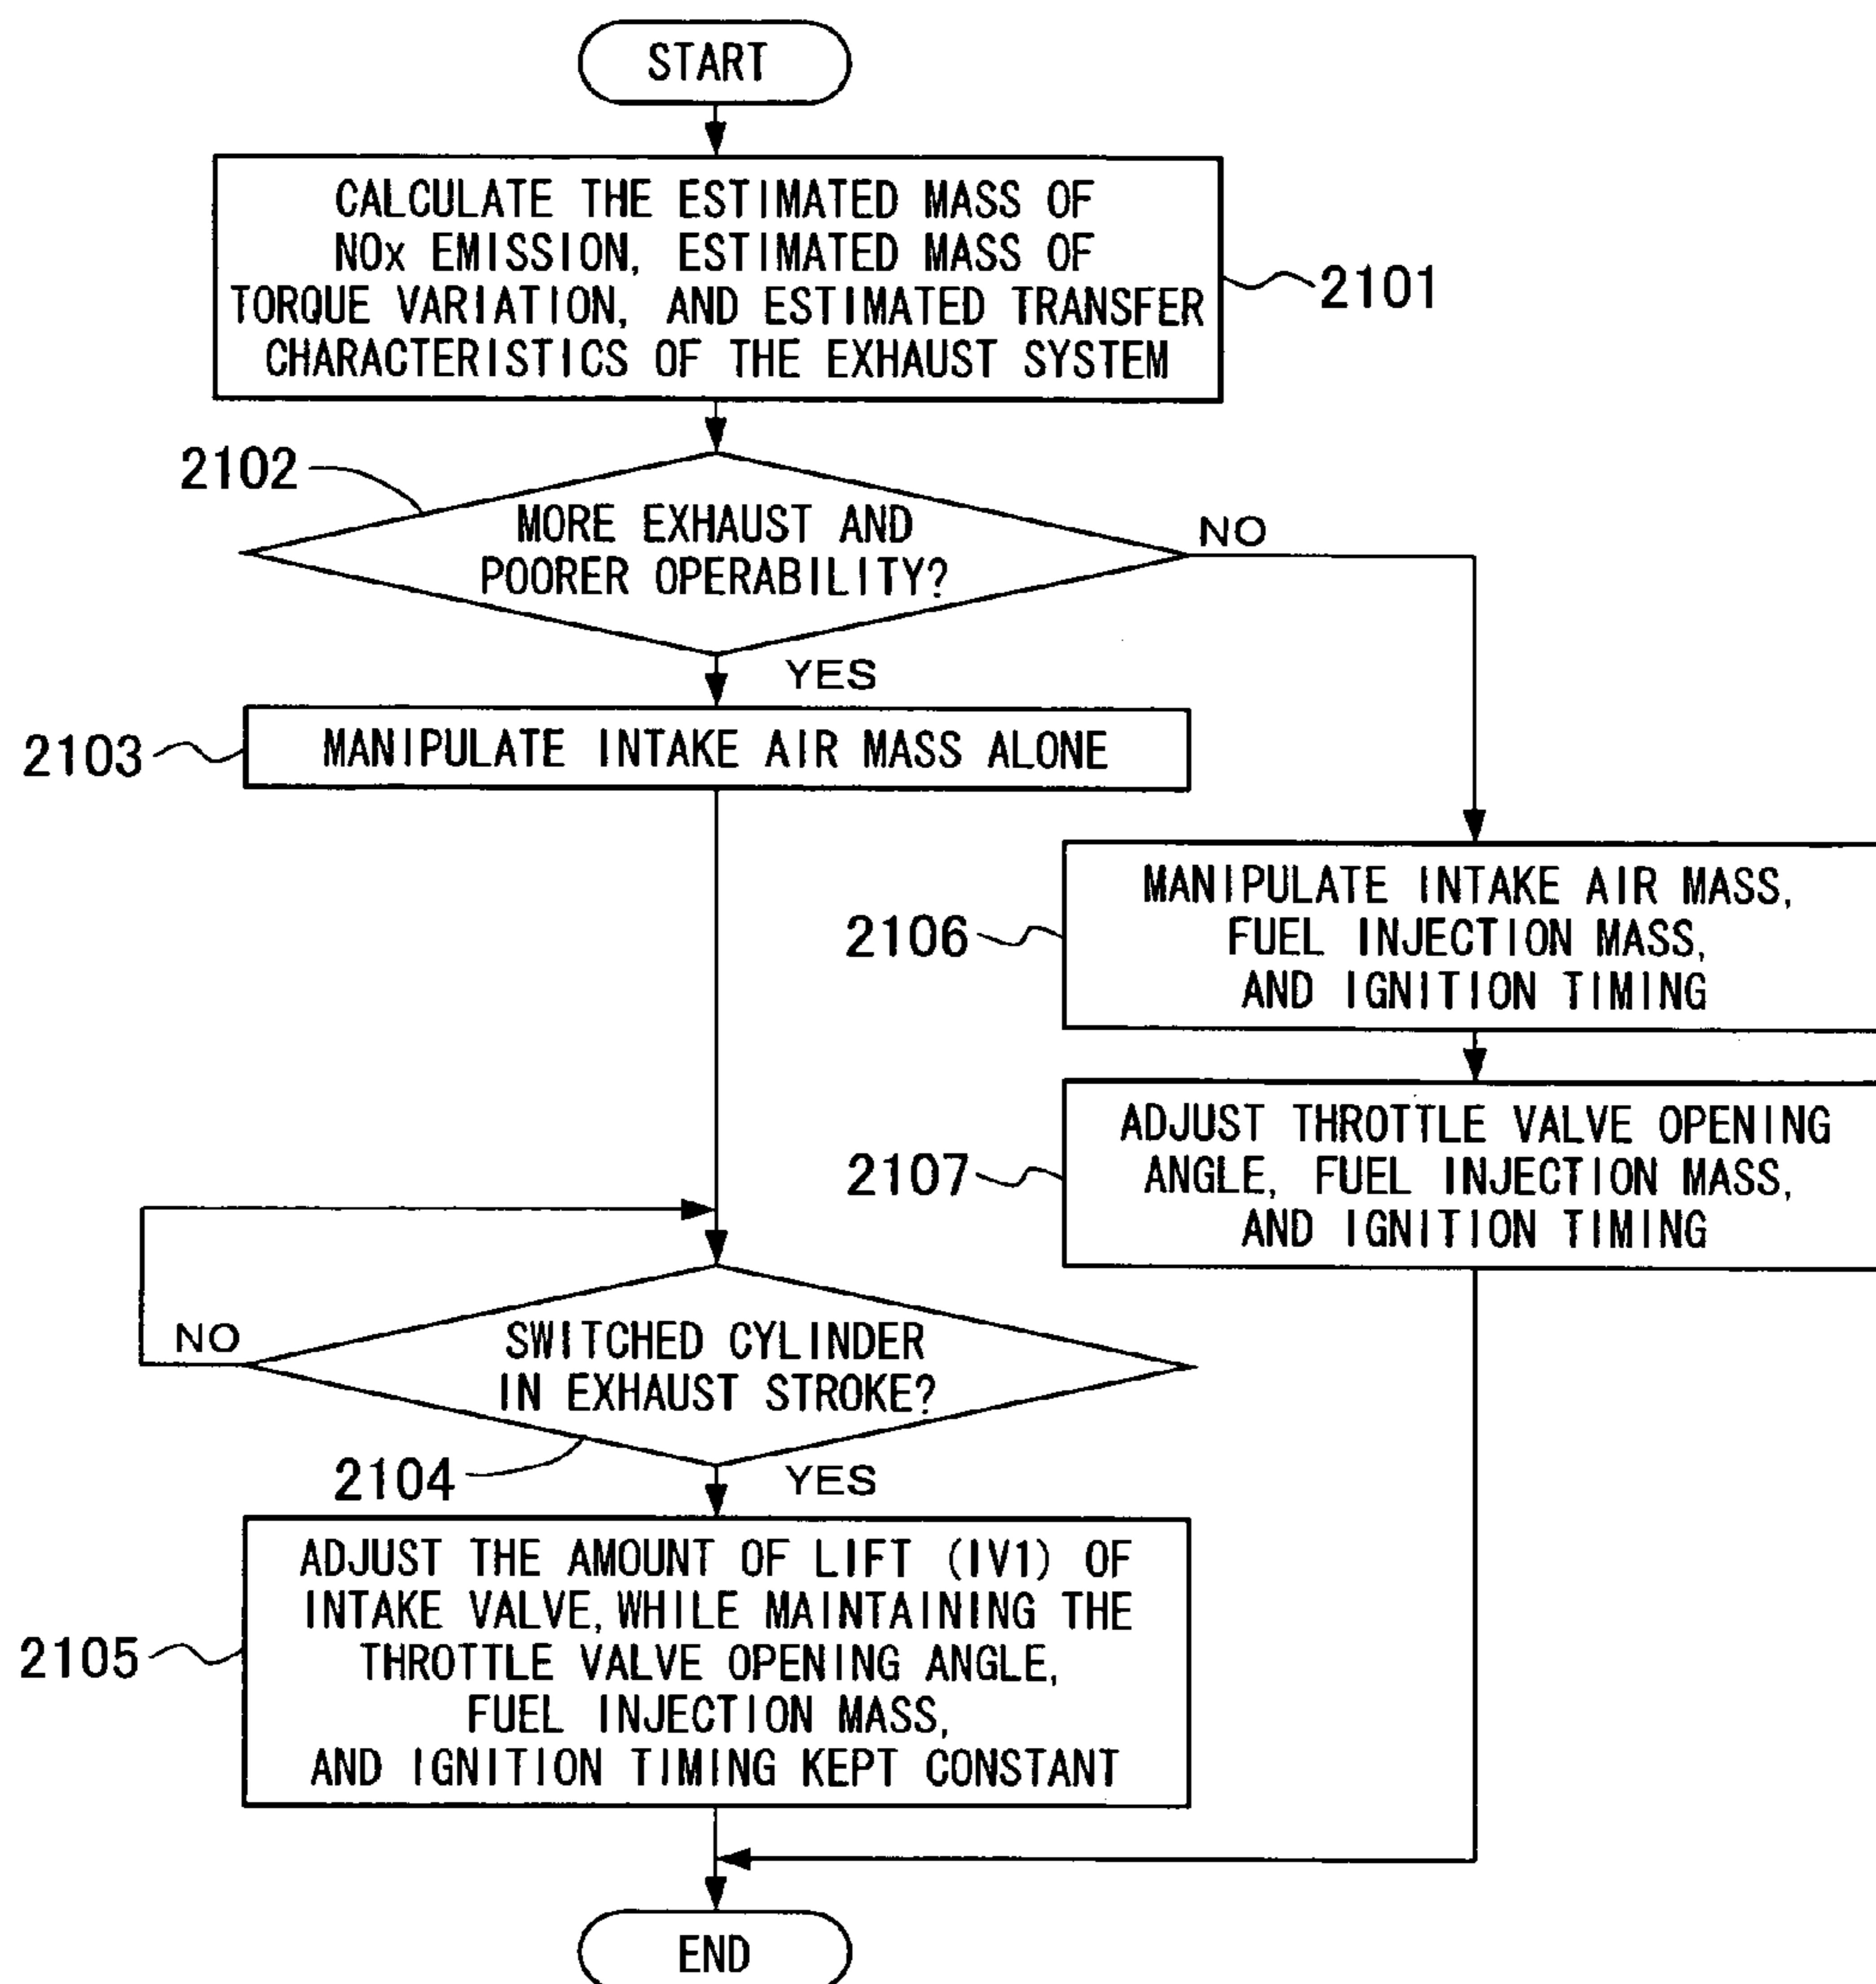 START
CALCULATE THE ESTIMATED MASS OF
NOx EMISSION, ESTIMATED MASS OF
TORQUE VARIATION, AND ESTIMATED TRANSFER
CHARACTERISTICS OF THE EXHAUST SYSTEM
2101
2102
MORE EXHAUST AND
POORER OPERABILITY?
NO
YES
2103
MANIPULATE INTAKE AIR MASS ALONE
2106
MANIPULATE INTAKE AIR MASS,
FUEL INJECTION MASS,
AND IGNITION TIMING
2107
ADJUST THROTTLE VALVE OPENING
ANGLE, FUEL INJECTION MASS,
AND IGNITION TIMING
NO
SWITCHED CYLINDER
IN EXHAUST STROKE?
2104
YES
2105
ADJUST THE AMOUNT OF LIFT (IV1) OF
INTAKE VALVE, WHILE MAINTAINING THE
THROTTLE VALVE OPENING ANGLE,
FUEL INJECTION MASS,
AND IGNITION TIMING KEPT CONSTANT
END